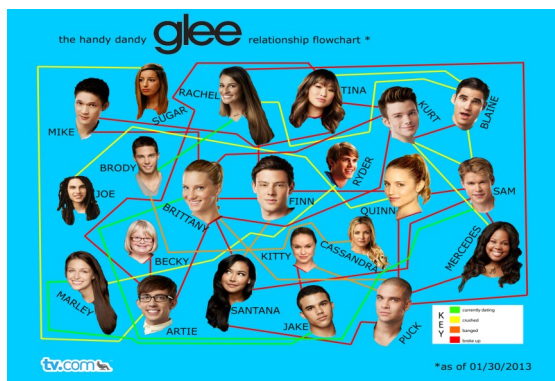 the handy dandy glee relationship flowchart *
MIKE
SUGAR
RACHEL
TINA
KURT
BLAINE
BRODY
JOE
BRITTANY
FINN
RYDER
QUINN
SAM
BECKY
KITTY
CASSANDRA
MERCEDES
MARLEY
ARTIE
SANTANA
JAKE
PUCK
KEY
currently dating
crushed
banged
broke up
tv.com
*as of 01/30/2013